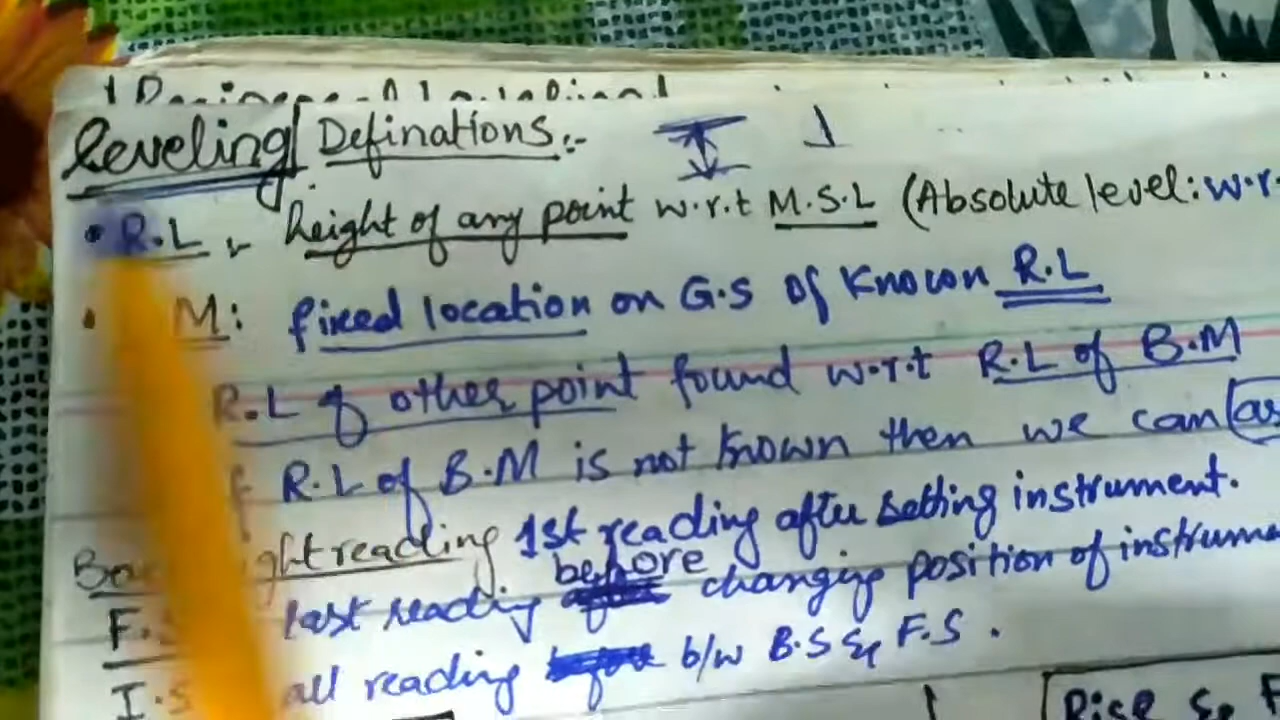 leveling Definations:-
• R.L height of any point w.r.t M.S.L (Absolute level: w.r.
• M: fixed location on G.S of Known R.L
R.L of other point found w.r.t R.L of B.M
R.L of B.M is not known then we can
reading 1st reading after setting instrument.
F. last reading before changing position of
I.S all reading b/w B.S & F.S.
Rise &